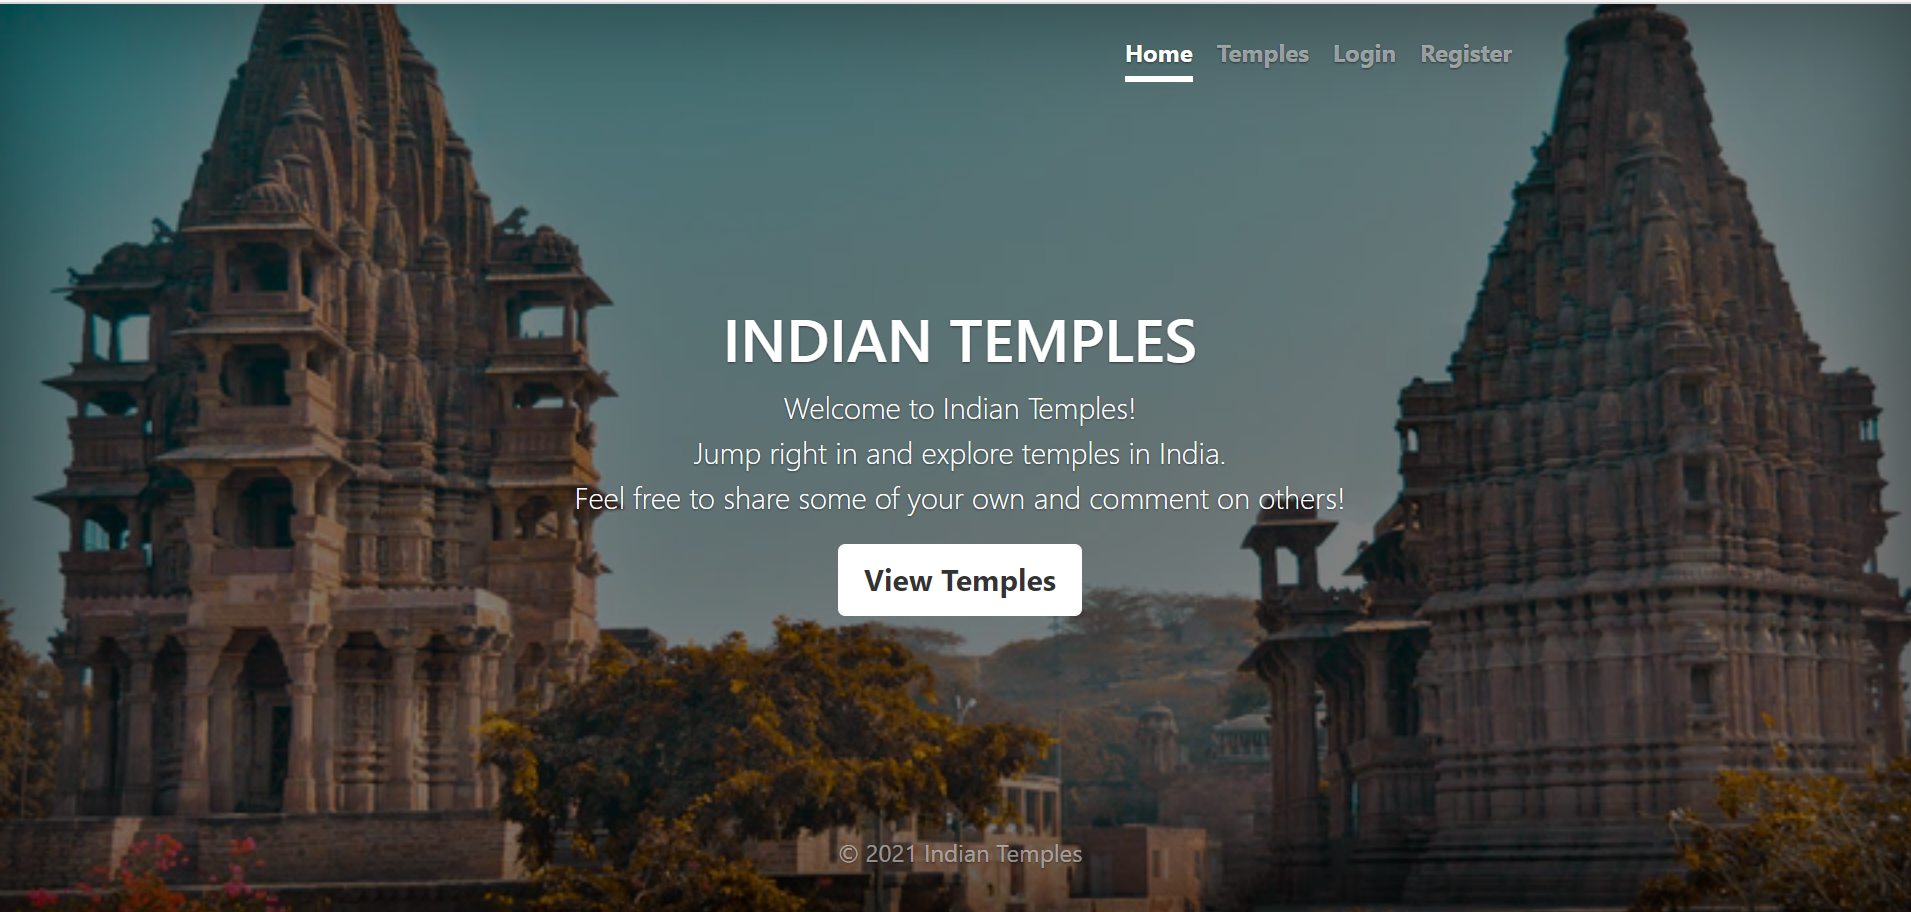 Home Temples Login Register
INDIAN TEMPLES
Welcome to Indian Temples!
Jump right in and explore temples in India.
Feel free to share some of your own and comment on others!
View Temples
© 2021 Indian Temples